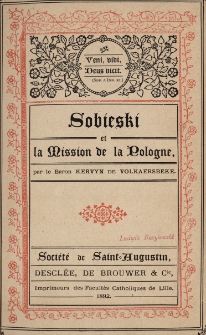 Veni, vidi,
Deus vicit.
Sobieski
et
la Mission de la Pologne,
par le Baron KERVYN DE VOLKAERSBEKE.
Société de Saint-Augustin,
DESCLÉE, DE BROUWER & Cie,
Imprimeurs des Facultés Catholiques de Lille.
1892.